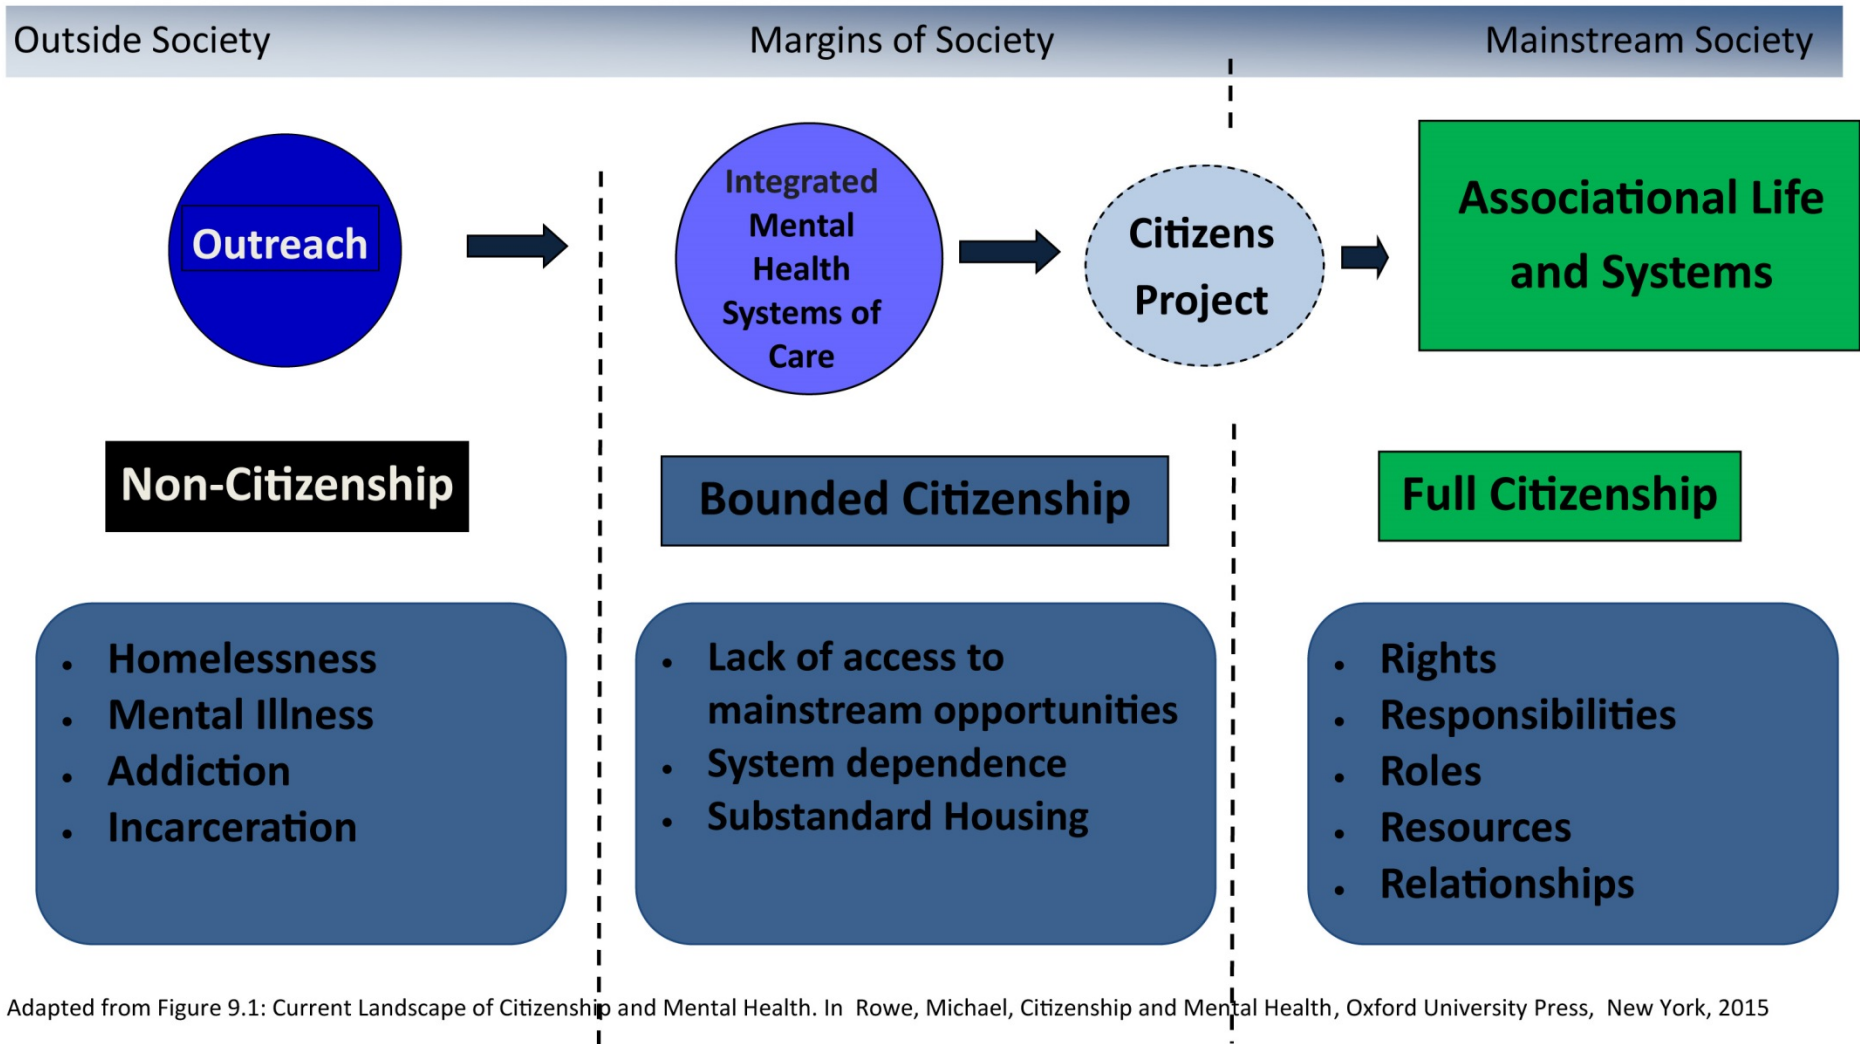 Outside Society
Margins of Society
Mainstream Society
Outreach
Integrated
Mental
Health
Systems of
Care
Citizens
Project
Associational Life
and Systems
Non-Citizenship
Bounded Citizenship
Full Citizenship
• Homelessness
• Mental Illness
• Addiction
• Incarceration
• Lack of access to
mainstream opportunities
• System dependence
• Substandard Housing
• Rights
• Responsibilities
• Roles
• Resources
• Relationships
Adapted from Figure 9.1: Current Landscape of Citizenship and Mental Health. In Rowe, Michael, Citizenship and Mental Health, Oxford University Press, New York, 2015